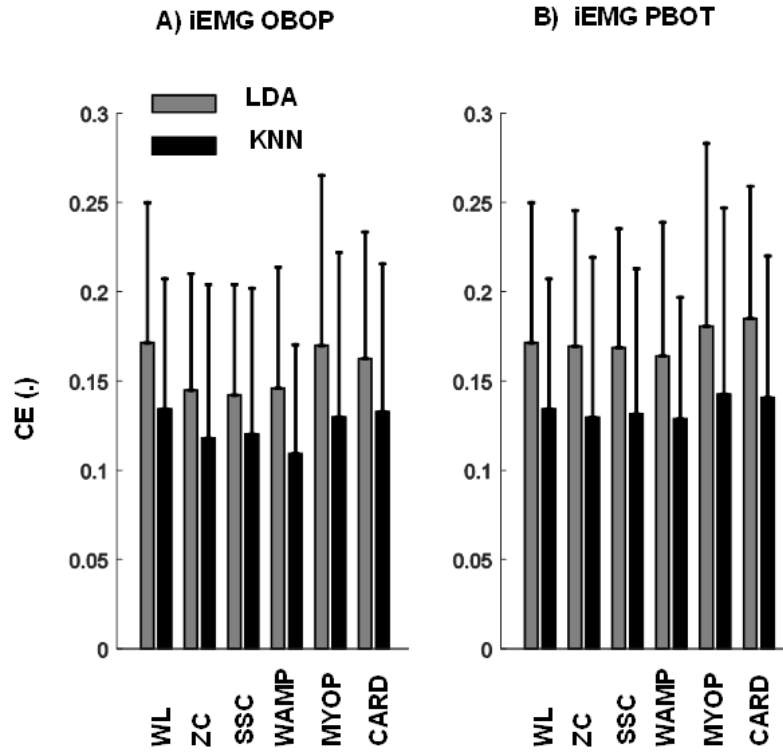 A) iEMG OBOP
B) iEMG PBOT
LDA
KNN
CE (.)
0.3
0.25
0.2
0.15
0.1
0.05
0
WL
ZC
SSC
WAMP
MYOP
CARD
0.3
0.25
0.2
0.15
0.1
0.05
0
WL
ZC
SSC
WAMP
MYOP
CARD